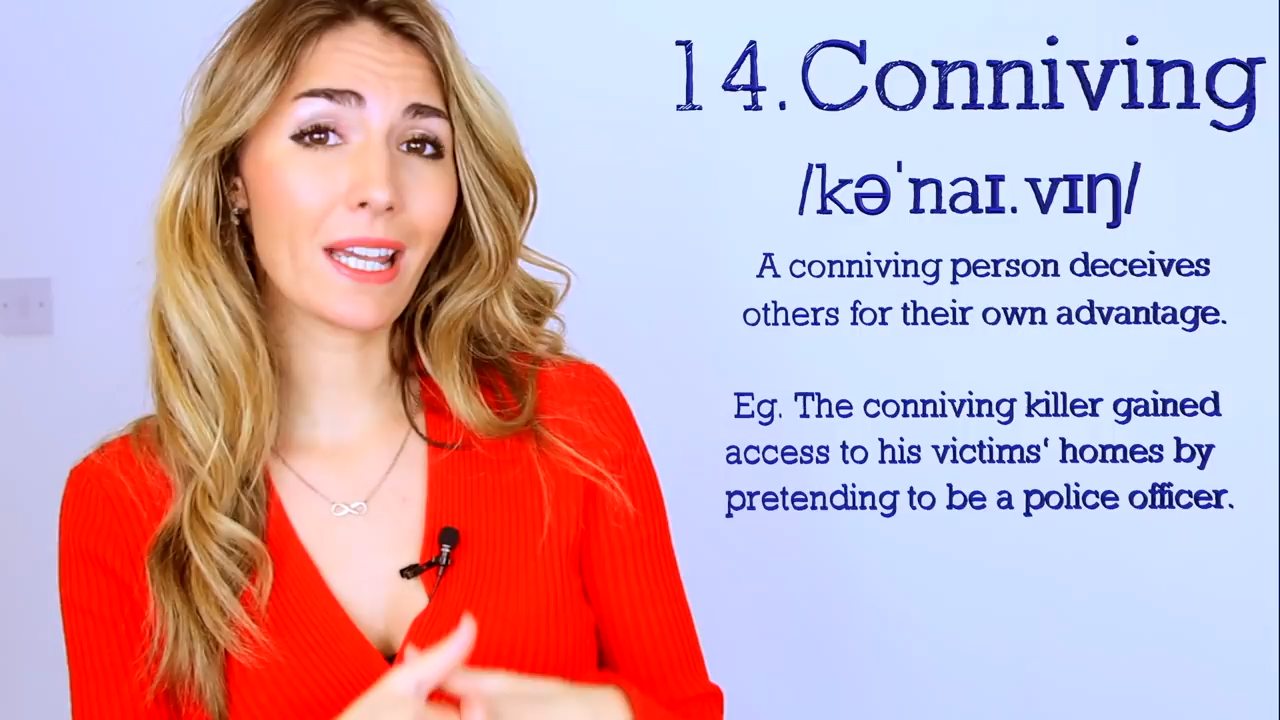 14. Conniving
/kəˈnaɪ.vɪŋ/
A conniving person deceives
others for their own advantage.
Eg. The conniving killer gained
access to his victims‘ homes by
pretending to be a police officer.